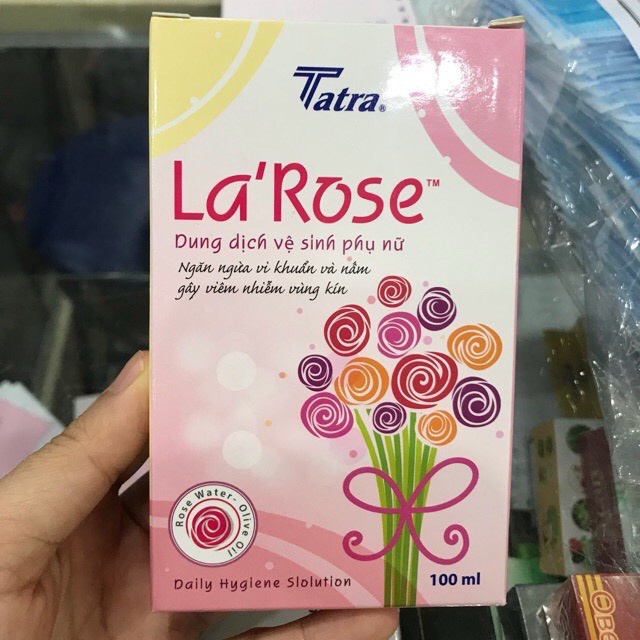 Tatra®
La'Rose™
Dung dịch vệ sinh phụ nữ
Ngăn ngừa vi khuẩn và nấm
gây viêm nhiễm vùng kín
Rose Water - Olive Oil
Daily Hygiene Slolution
100 ml